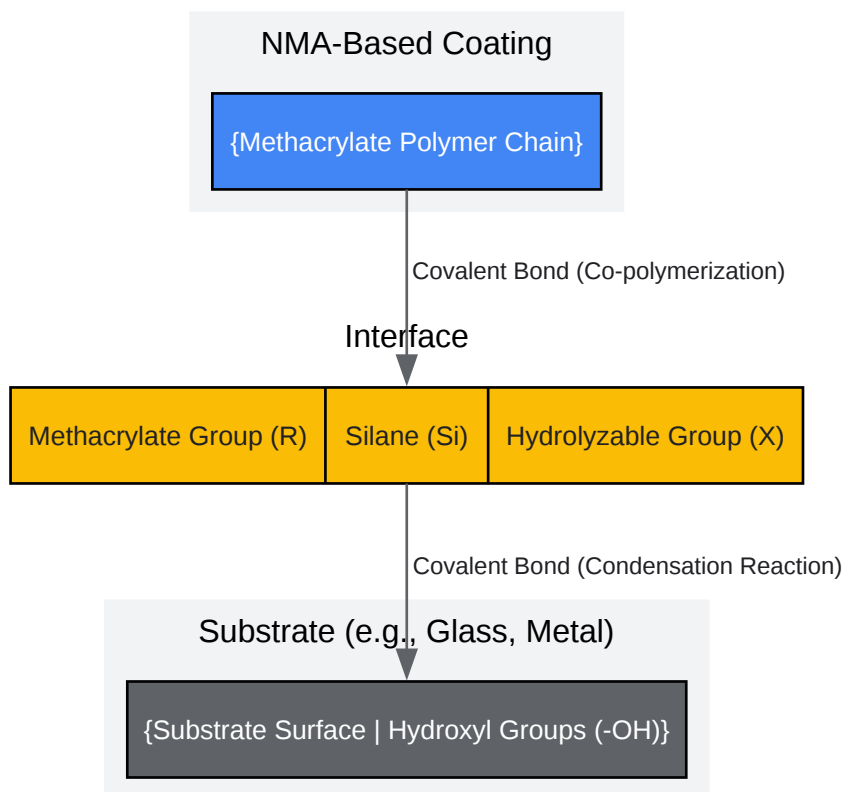 NMA-Based Coating
{Methacrylate Polymer Chain}
Covalent Bond (Co-polymerization)
Interface
Methacrylate Group (R)
Silane (Si)
Hydrolyzable Group (X)
Covalent Bond (Condensation Reaction)
Substrate (e.g., Glass, Metal)
{Substrate Surface | Hydroxyl Groups (-OH)}